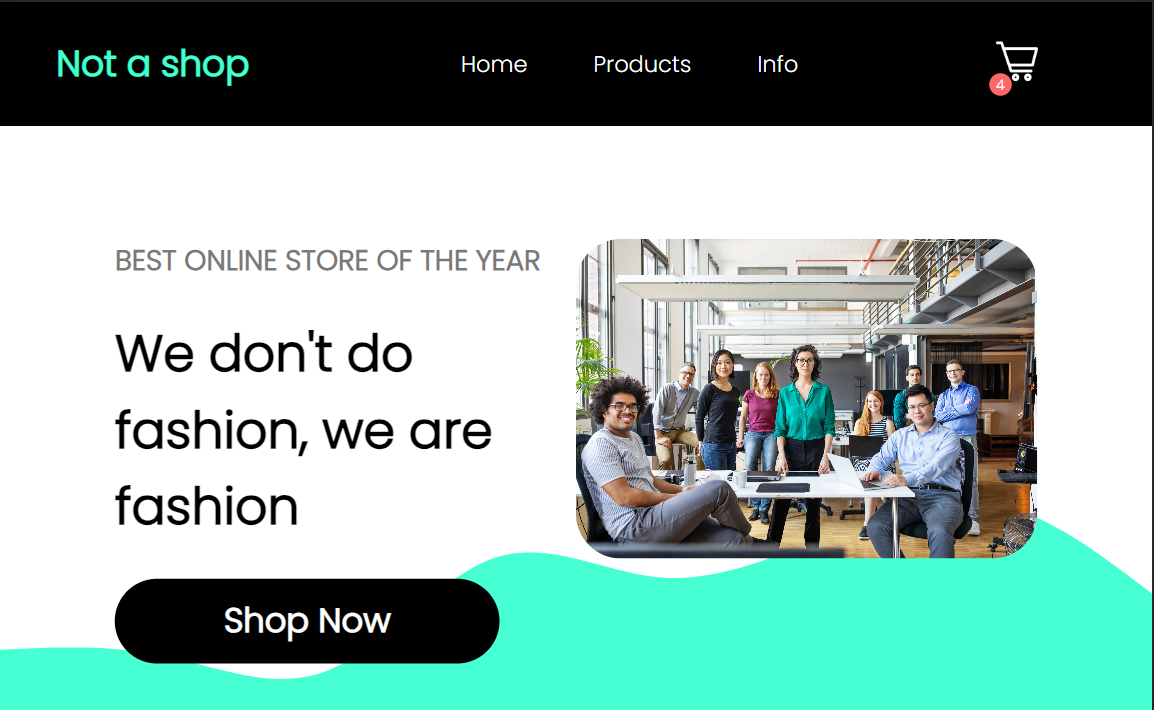 Not a shop
Home
Products
Info
4
BEST ONLINE STORE OF THE YEAR
We don't do
fashion, we are
fashion
Shop Now